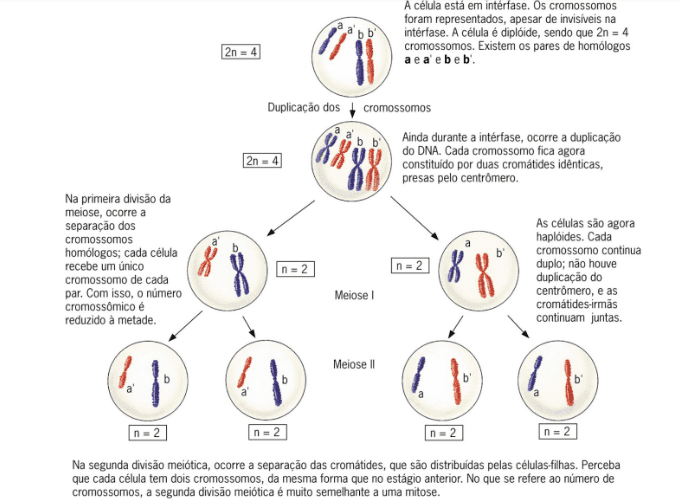 A célula está em intérfase. Os cromossomos
foram representados, apesar de invisíveis na
intérfase. A célula é diplóide, sendo que 2n = 4
cromossomos. Existem os pares de homólogos
a e a' e b e b'.
a a' b b'
2n = 4
Duplicação dos cromossomos
a a' b b'
2n = 4
Ainda durante a intérfase, ocorre a duplicação
do DNA. Cada cromossomo fica agora
constituído por duas cromátides idênticas,
presas pelo centrômero.
Na primeira divisão da
meiose, ocorre a
separação dos
cromossomos
homólogos; cada célula
recebe um único
cromossomo de cada
par. Com isso, o número
cromossômico é
reduzido à metade.
a' b
n = 2
Meiose I
n = 2
a b'
As células são agora
haplóides. Cada
cromossomo continua
duplo; não houve
duplicação do
centrômero, e as
cromátides-irmãs
continuam juntas.
a' b
n = 2
a' b
n = 2
Meiose II
a b'
n = 2
a b'
n = 2
Na segunda divisão meiótica, ocorre a separação das cromátides, que são distribuídas pelas células-filhas. Perceba
que cada célula tem dois cromossomos, da mesma forma que no estágio anterior. No que se refere ao número de
cromossomos, a segunda divisão meiótica é muito semelhante a uma mitose.